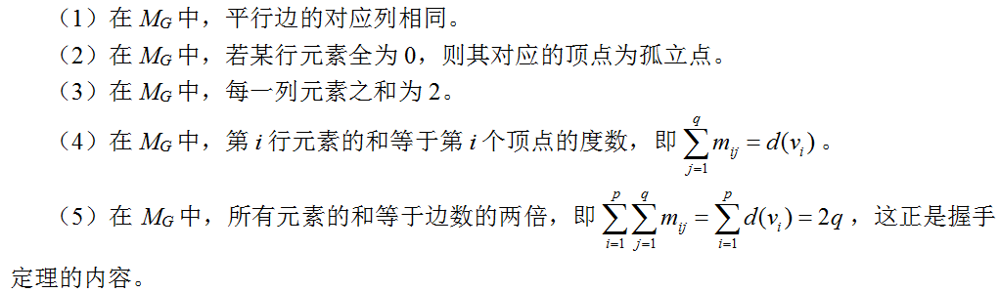 （1）在 M_G 中，平行边的对应列相同。
（2）在 M_G 中，若某行元素全为 0，则其对应的顶点为孤立点。
（3）在 M_G 中，每一列元素之和为 2。
（4）在 M_G 中，第 i 行元素的和等于第 i 个顶点的度数，即 \sum_{j=1}^{q} m_{ij} = d(v_i) 。
（5）在 M_G 中，所有元素的和等于边数的两倍，即 \sum_{i=1}^{p} \sum_{j=1}^{q} m_{ij} = \sum_{i=1}^{p} d(v_i) = 2q ，这正是握手
定理的内容。